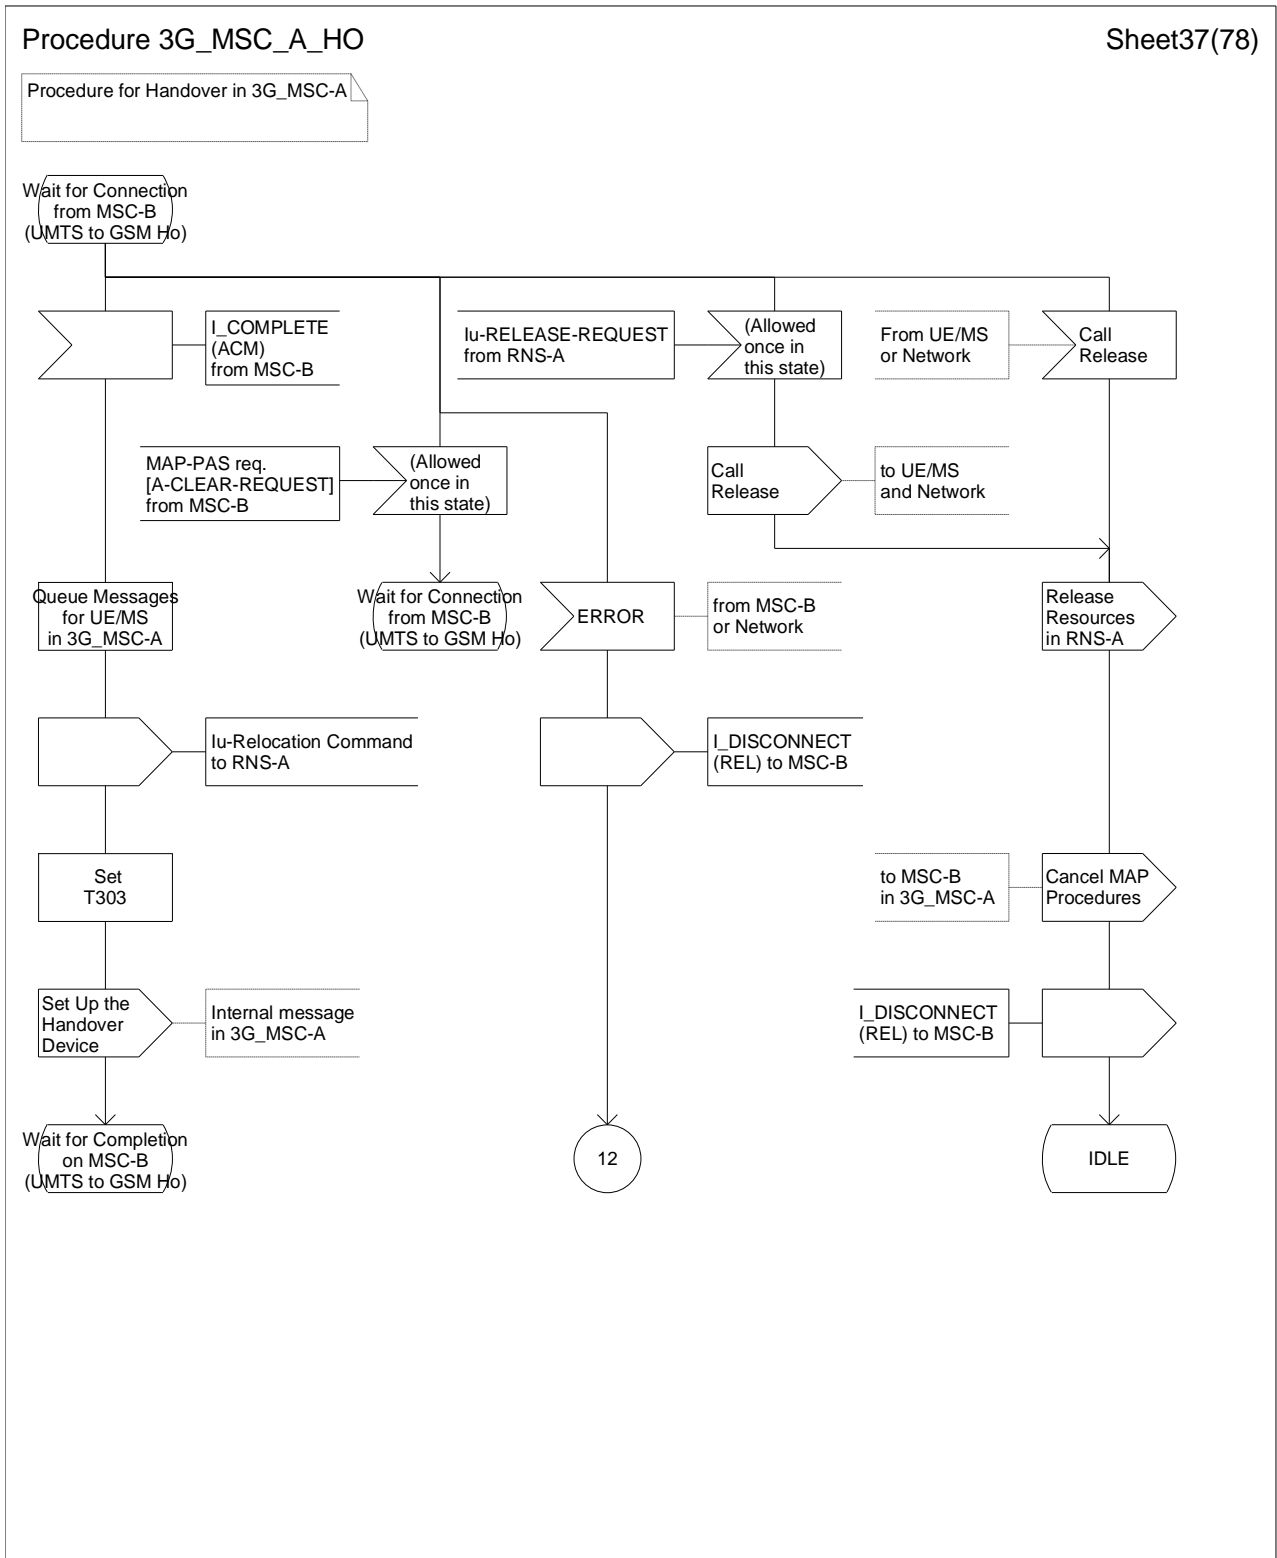 Procedure 3G_MSC_A_HO
Sheet37(78)
Procedure for Handover in 3G_MSC-A
Wait for Connection
from MSC-B
(UMTS to GSM Ho)
I_COMPLETE
(ACM)
from MSC-B
Iu-RELEASE-REQUEST
from RNS-A
(Allowed
once in
this state)
From UE/MS
or Network
Call
Release
MAP-PAS req.
[A-CLEAR-REQUEST]
from MSC-B
(Allowed
once in
this state)
Call
Release
to UE/MS
and Network
Queue Messages
for UE/MS
in 3G_MSC-A
Wait for Connection
from MSC-B
(UMTS to GSM Ho)
ERROR
from MSC-B
or Network
Release
Resources
in RNS-A
Iu-Relocation Command
to RNS-A
I_DISCONNECT
(REL) to MSC-B
Set
T303
to MSC-B
in 3G_MSC-A
Cancel MAP
Procedures
Set Up the
Handover
Device
Internal message
in 3G_MSC-A
I_DISCONNECT
(REL) to MSC-B
Wait for Completion
on MSC-B
(UMTS to GSM Ho)
12
IDLE